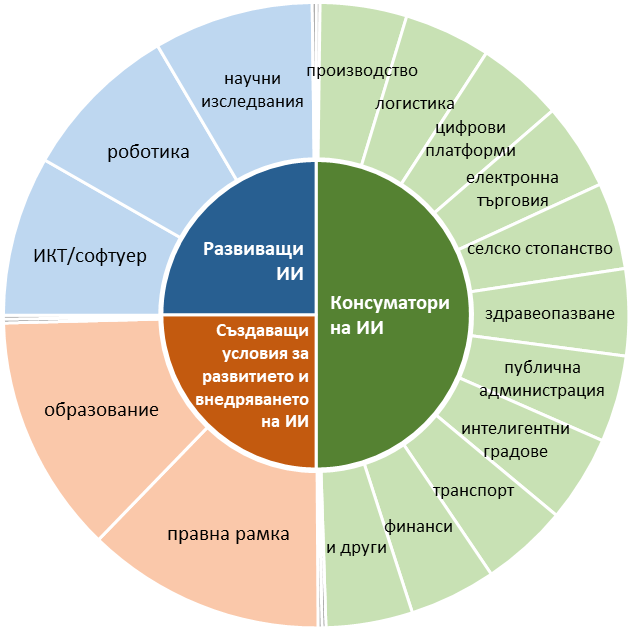 научни
изследвания
роботика
ИКТ/софтуер
Развиващи
ИИ
Създаващи
условия за
развитието и
внедряването
на ИИ
образование
правна рамка
Консуматори
на ИИ
производство
логистика
цифрови
платформи
електронна
търговия
селско стопанство
здравеопазване
публична
администрация
интелигентни
градове
транспорт
финанси
и други